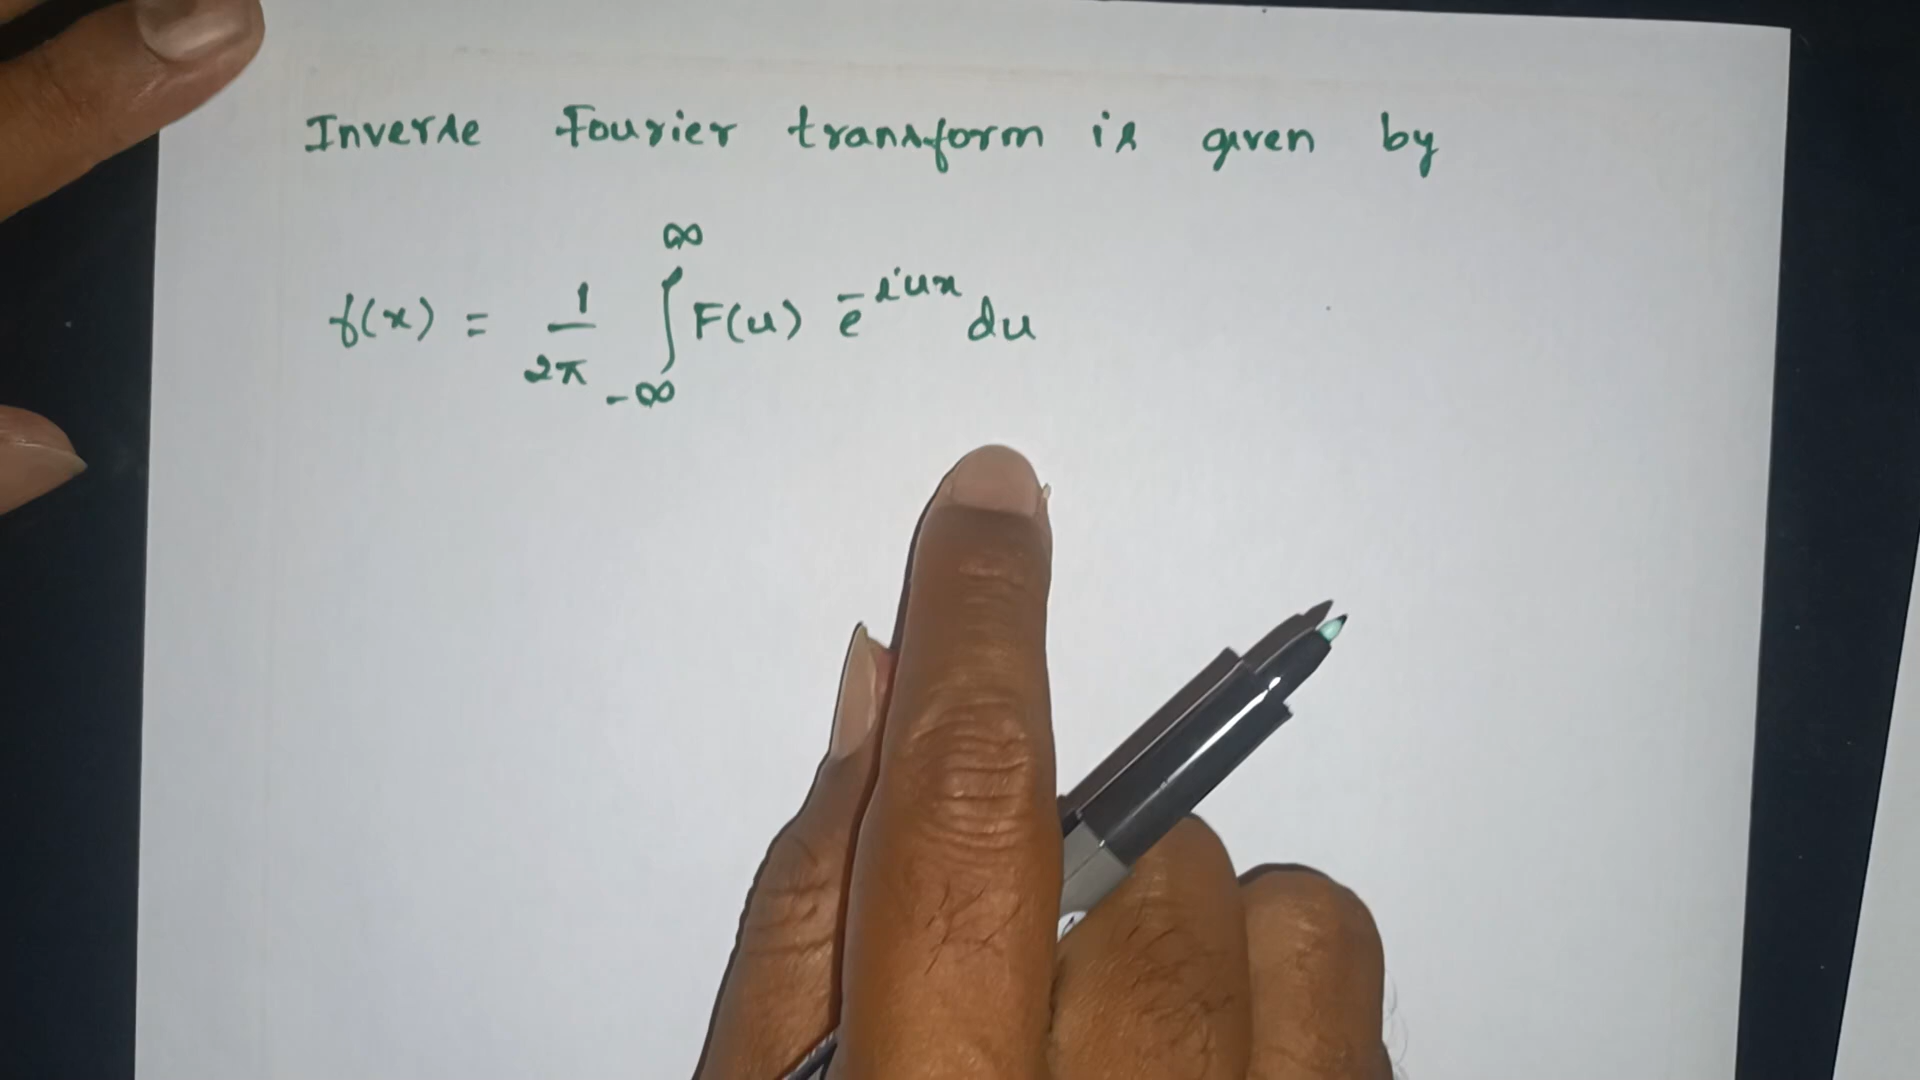 Inverse Fourier transform is given by
f(x) = 1/2π ∫_{-∞}^{∞} F(u) e^{-iux} du